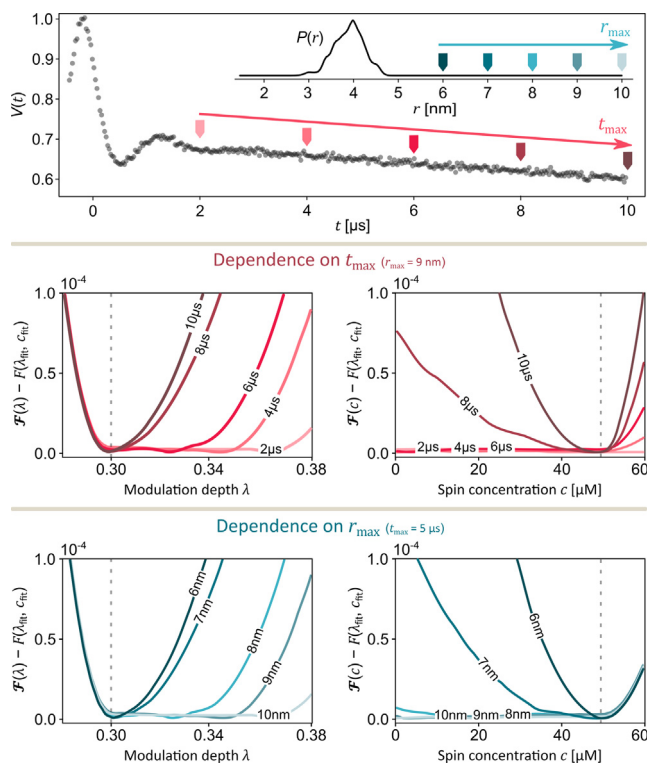 1.0
0.9
0.8
0.7
0.6
V(t)
P(r)
r_max
2 3 4 5 6 7 8 9 10
r [nm]
t_max
0 2 4 6 8 10
t [μs]
Dependence on t_max (r_max = 9 nm)
10^-4
1.0
0.5
0.0
𝓕(λ) − F(λ_fit, c_fit)
10μs
8μs
6μs
4μs
2μs
0.30 0.34 0.38
Modulation depth λ
10^-4
1.0
0.5
0.0
𝓕(c) − F(λ_fit, c_fit)
10μs
8μs
2μs 4μs 6μs
0 20 40 60
Spin concentration c [μM]
Dependence on r_max (t_max = 5 μs)
10^-4
1.0
0.5
0.0
𝓕(λ) − F(λ_fit, c_fit)
6nm
7nm
8nm
9nm
10nm
0.30 0.34 0.38
Modulation depth λ
10^-4
1.0
0.5
0.0
𝓕(c) − F(λ_fit, c_fit)
6nm
7nm
10nm 9nm 8nm
0 20 40 60
Spin concentration c [μM]